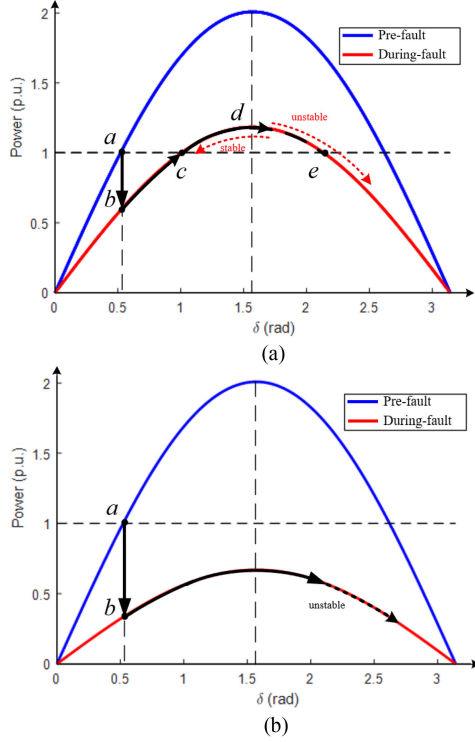 2
Pre-fault
During-fault
Power (p.u.)
1.5
d
unstable
a
1
stable
c
e
b
0.5
0
0
0.5
1
1.5
2
2.5
3
δ (rad)
(a)
2
Pre-fault
During-fault
Power (p.u.)
1.5
a
1
b
0.5
unstable
0
0
0.5
1
1.5
2
2.5
3
δ (rad)
(b)